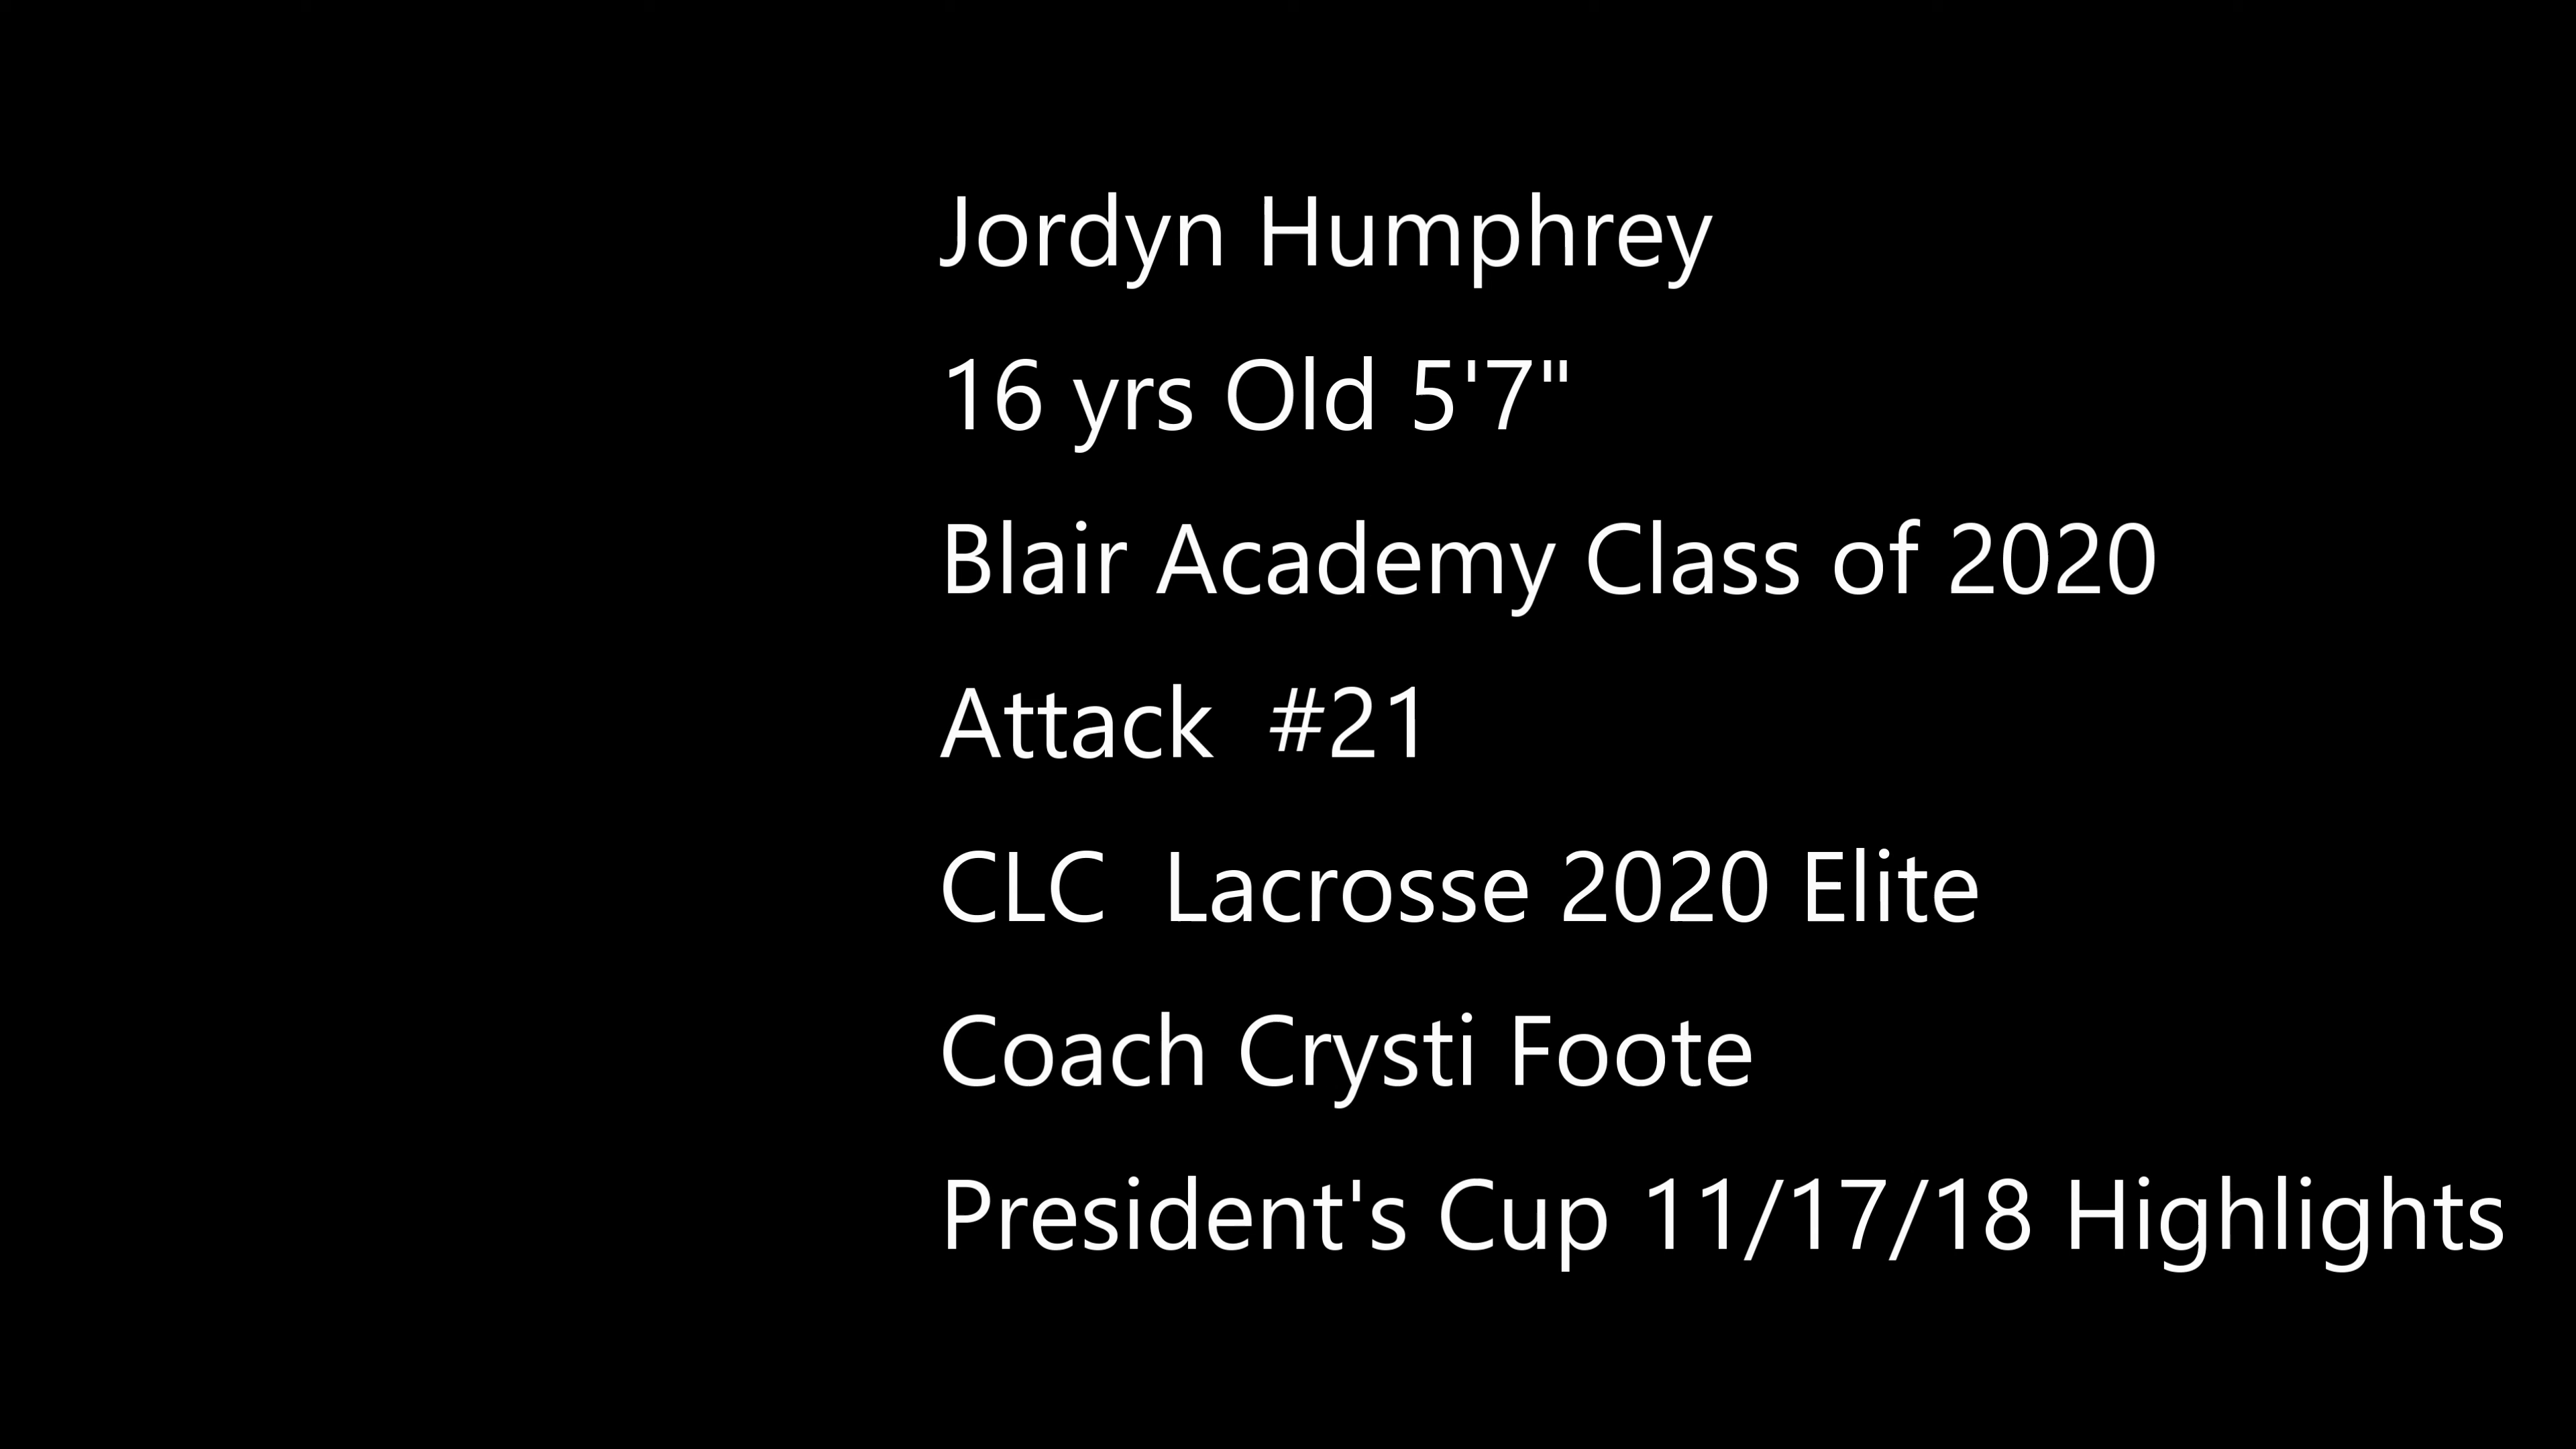 Jordyn Humphrey
16 yrs Old 5'7"
Blair Academy Class of 2020
Attack  #21
CLC  Lacrosse 2020 Elite
Coach Crysti Foote
President's Cup 11/17/18 Highlights